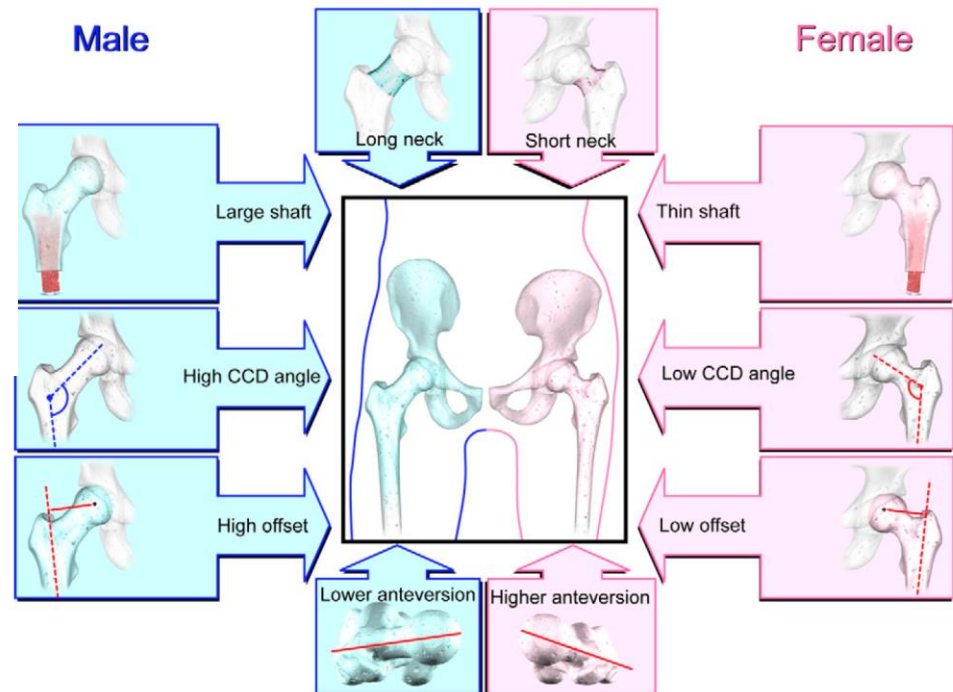 Male
Female
Long neck
Short neck
Large shaft
Thin shaft
High CCD angle
Low CCD angle
High offset
Low offset
Lower anteversion
Higher anteversion